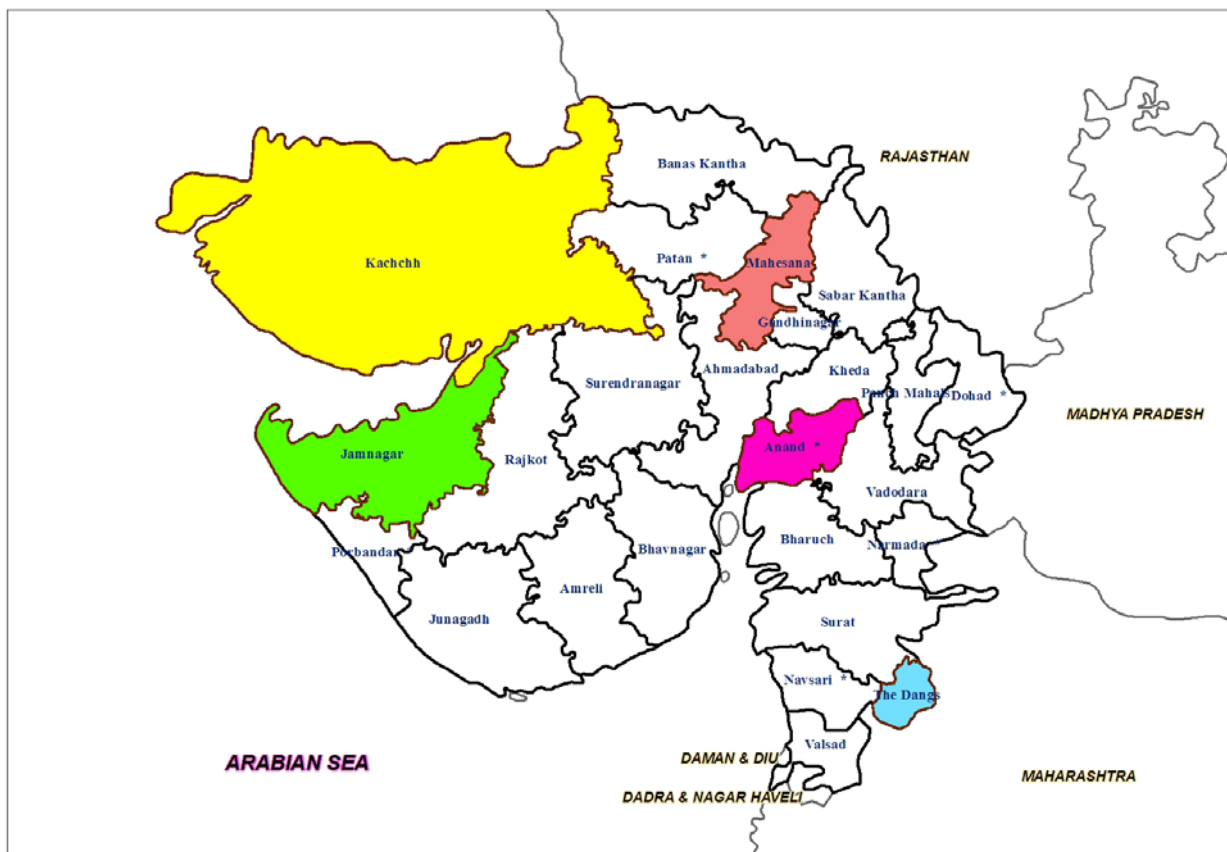 RAJASTHAN
Banas Kantha
Kachchh
Patan *
Mahesana
Sabar Kantha
Gandhinagar
Ahmadabad
Kheda
Surendranagar
Panch Mahals
Dohad *
MADHYA PRADESH
Jamnagar
Rajkot
Anand *
Vadodara
Porbandar *
Bhavnagar
Bharuch
Narmada *
Amreli
Junagadh
Surat
Navsari *
The Dangs
Valsad
ARABIAN SEA
DAMAN & DIU
MAHARASHTRA
DADRA & NAGAR HAVELI